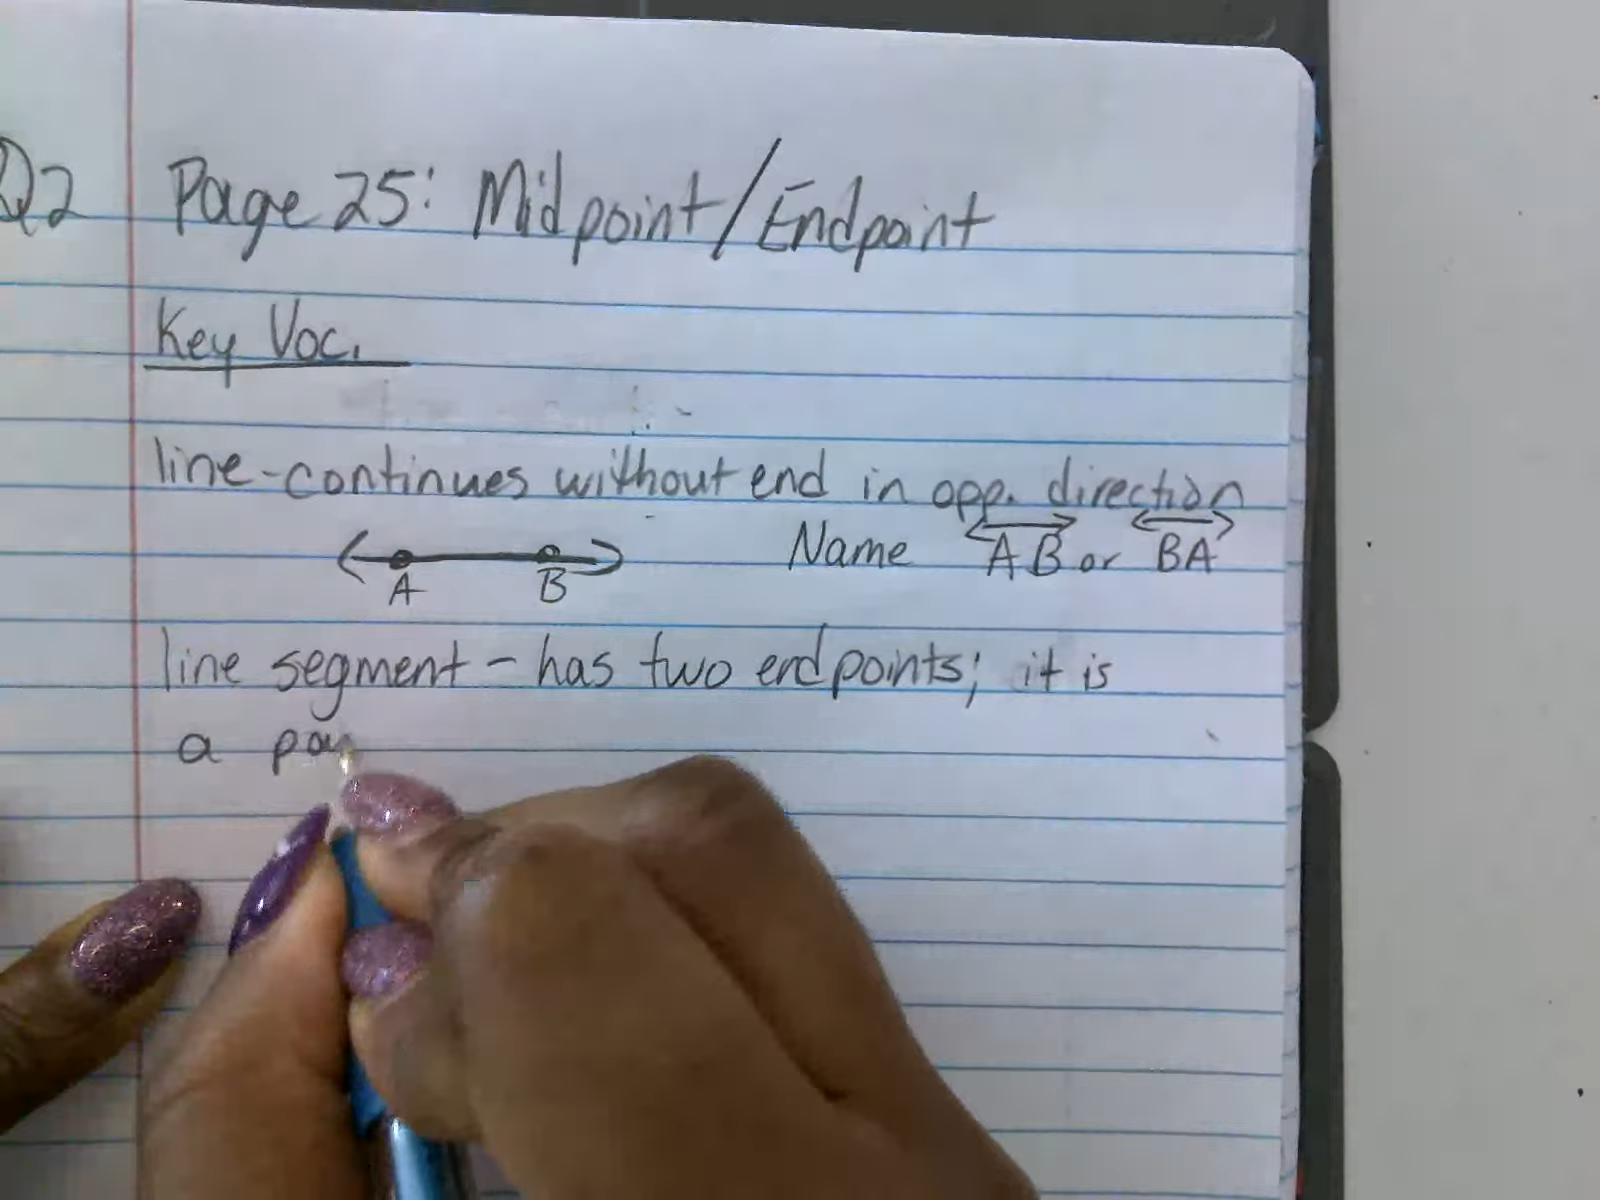 Q2 Page 25: Midpoint/Endpoint
Key Voc.
line-continues without end in opp. direction
A B Name AB or BA
line segment - has two endpoints; it is
a